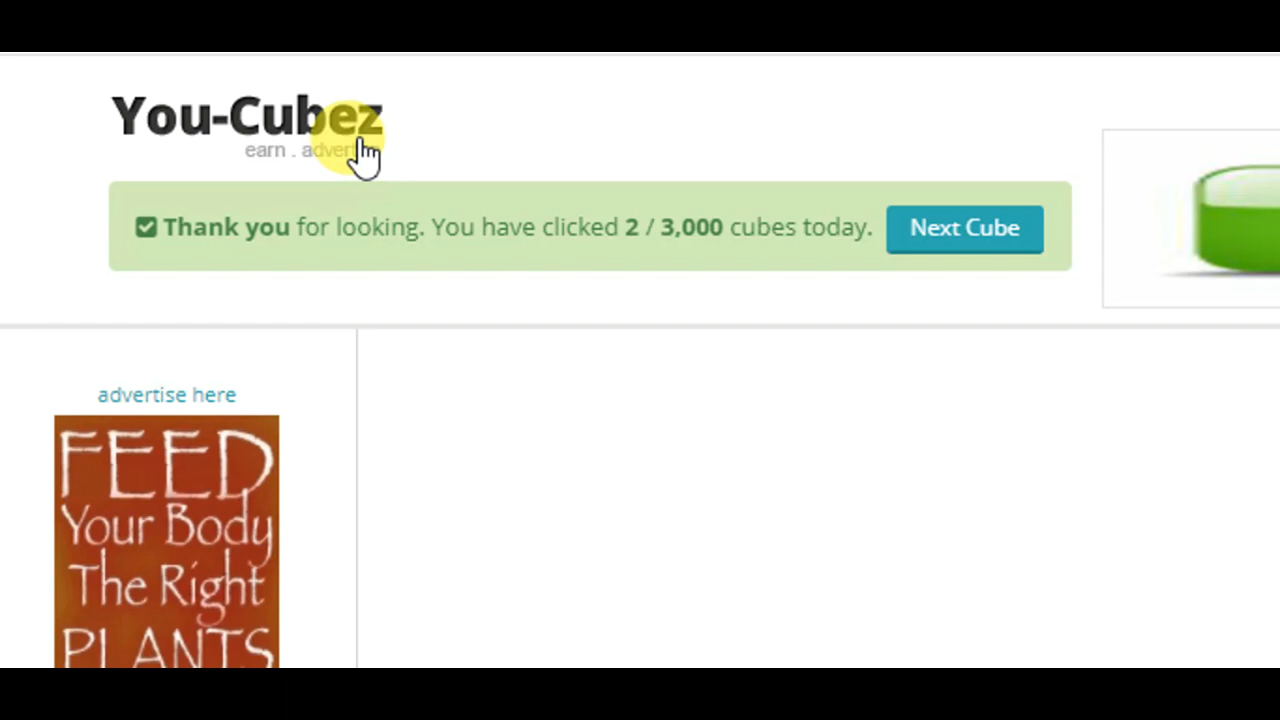 You-Cubez
earn . advertise
Thank you for looking. You have clicked 2 / 3,000 cubes today.
Next Cube
advertise here
FEED
Your Body
The Right
PLANTS